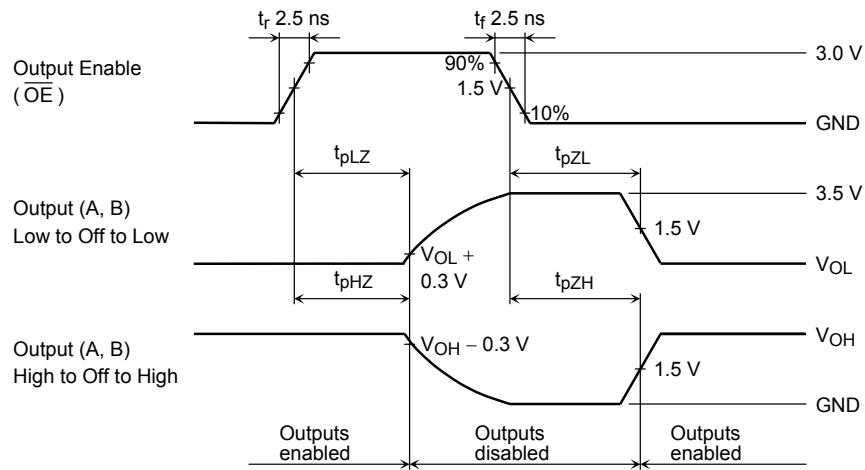 tr 2.5 ns
tf 2.5 ns
Output Enable
( OE )
90%
1.5 V
10%
3.0 V
GND
tpLZ
tpZL
Output (A, B)
Low to Off to Low
3.5 V
1.5 V
VOL +
0.3 V
VOL
tpHZ
tpZH
Output (A, B)
High to Off to High
VOH − 0.3 V
VOH
1.5 V
GND
Outputs
enabled
Outputs
disabled
Outputs
enabled